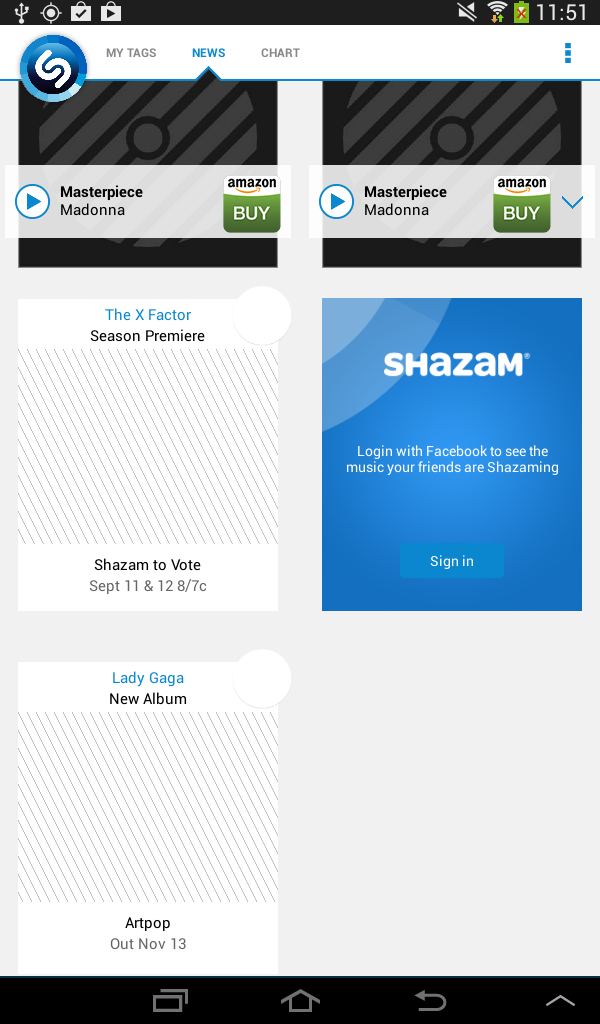 11:51
MY TAGS NEWS CHART
Masterpiece
Madonna
amazon
BUY
Masterpiece
Madonna
amazon
BUY
The X Factor
Season Premiere
Shazam to Vote
Sept 11 & 12 8/7c
SHAZAM®
Login with Facebook to see the
music your friends are Shazaming
Sign in
Lady Gaga
New Album
Artpop
Out Nov 13